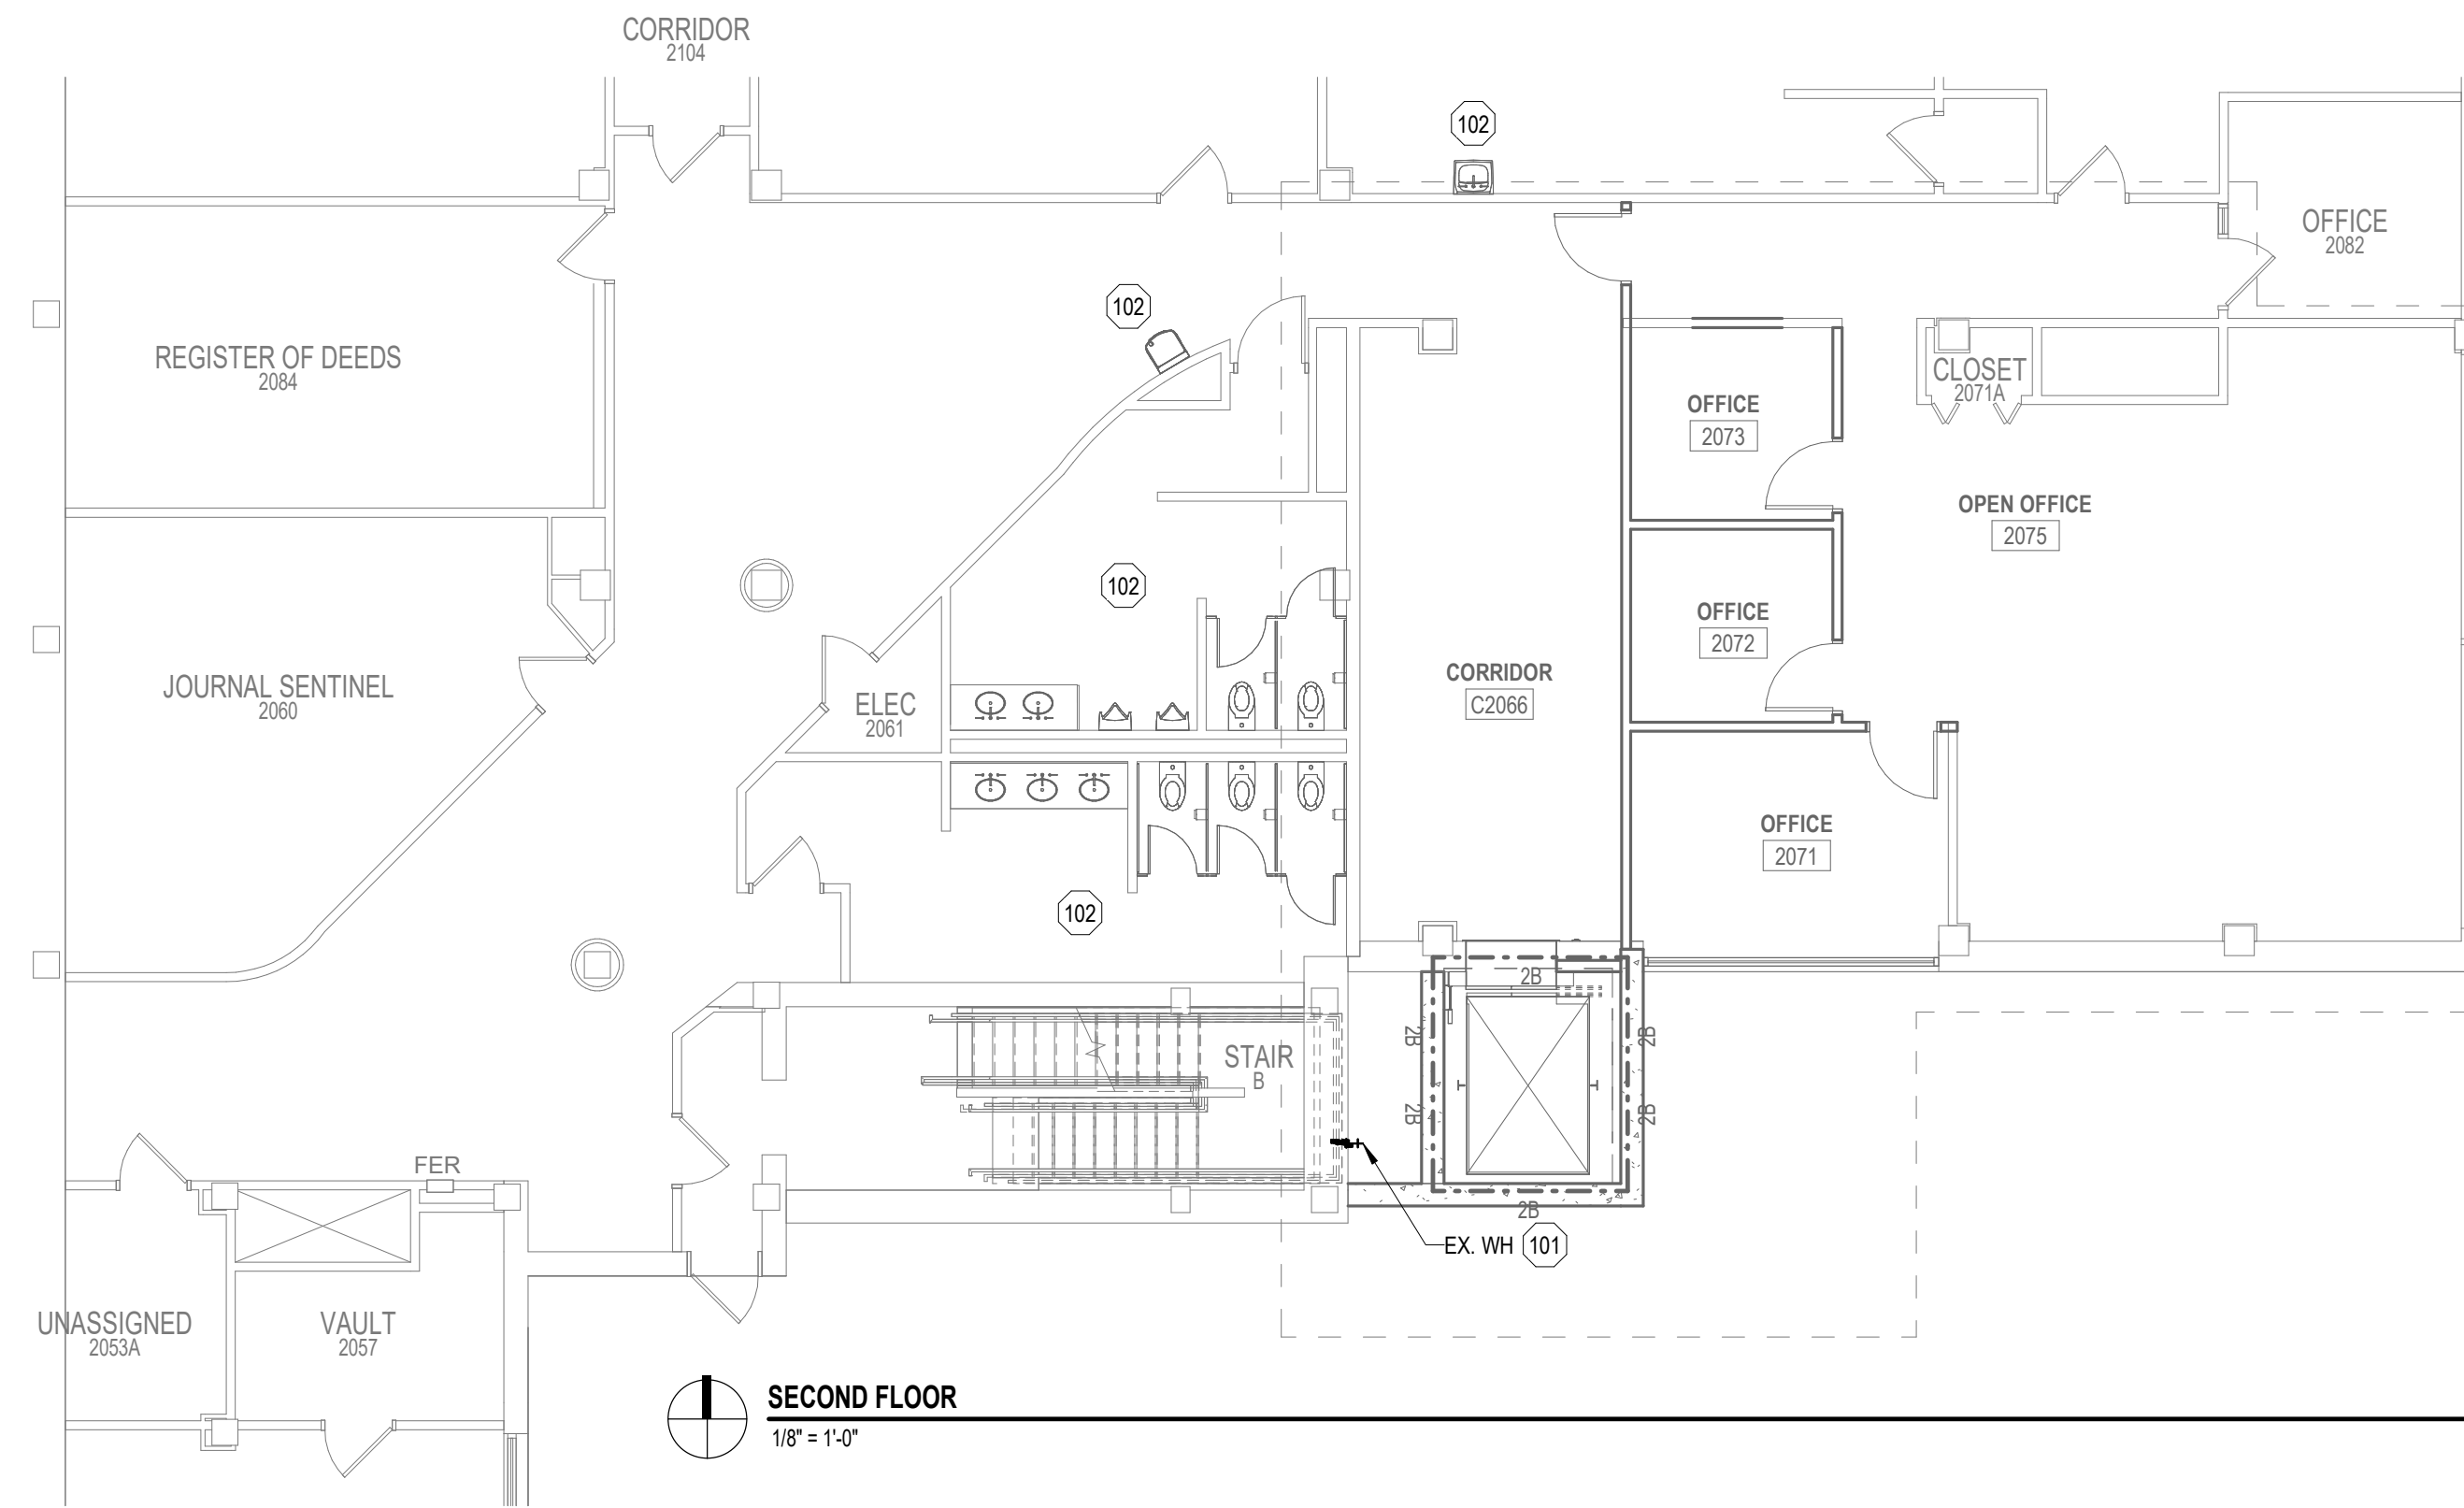 CORRIDOR
2104
102
OFFICE
2082
102
REGISTER OF DEEDS
2084
CLOSET
2071A
OFFICE
2073
OPEN OFFICE
2075
102
OFFICE
2072
JOURNAL SENTINEL
2060
ELEC
2061
CORRIDOR
C2066
OFFICE
2071
102
2B
2B
2B
STAIR
B
2B
2B
FER
2B
EX. WH 101
UNASSIGNED
2053A
VAULT
2057
SECOND FLOOR
1/8" = 1'-0"